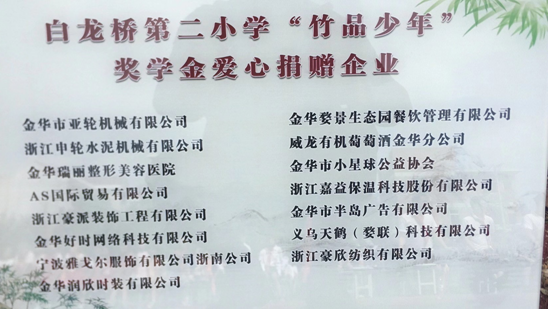 白龙桥第二小学“竹品少年”
奖学金爱心捐赠企业
金华市亚轮机械有限公司
浙江申轮水泥机械有限公司
金华瑞丽整形美容医院
AS国际贸易有限公司
浙江豪派装饰工程有限公司
金华好时网络科技有限公司
宁波雅戈尔服饰有限公司浙南公司
金华润欣时装有限公司
金华婺景生态园餐饮管理有限公司
威龙有机葡萄酒金华分公司
金华市小星球公益协会
浙江嘉益保温科技股份有限公司
金华市半岛广告有限公司
义乌天鹤（婺联）科技有限公司
浙江豪欣纺织有限公司